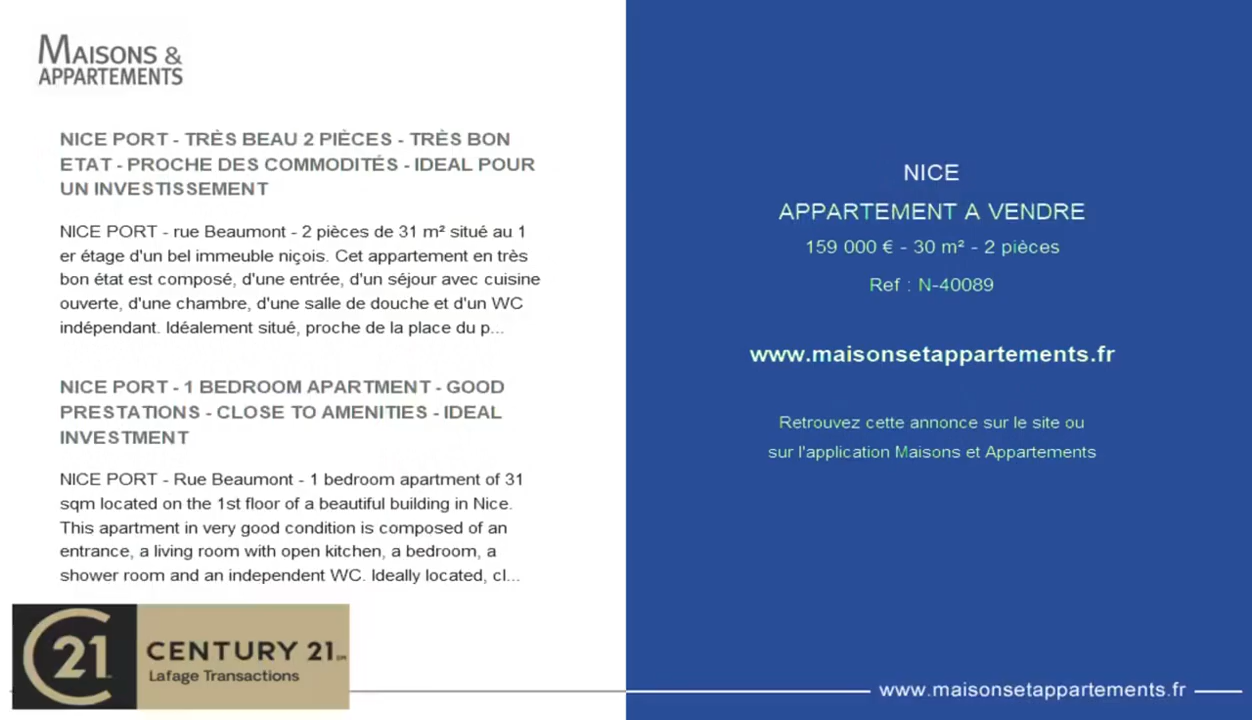 MAISONS &
APPARTEMENTS
NICE PORT - TRÈS BEAU 2 PIÈCES - TRÈS BON
ETAT - PROCHE DES COMMODITÉS - IDEAL POUR
UN INVESTISSEMENT
NICE PORT - rue Beaumont - 2 pièces de 31 m² situé au 1
er étage d'un bel immeuble niçois. Cet appartement en très
bon état est composé, d'une entrée, d'un séjour avec cuisine
ouverte, d'une chambre, d'une salle de douche et d'un WC
indépendant. Idéalement situé, proche de la place du p...
NICE PORT - 1 BEDROOM APARTMENT - GOOD
PRESTATIONS - CLOSE TO AMENITIES - IDEAL
INVESTMENT
NICE PORT - Rue Beaumont - 1 bedroom apartment of 31
sqm located on the 1st floor of a beautiful building in Nice.
This apartment in very good condition is composed of an
entrance, a living room with open kitchen, a bedroom, a
shower room and an independent WC. Ideally located, cl...
C21
CENTURY 21
Lafage Transactions
NICE
APPARTEMENT A VENDRE
159 000 € - 30 m² - 2 pièces
Ref : N-40089
www.maisonsetappartements.fr
Retrouvez cette annonce sur le site ou
sur l'application Maisons et Appartements
www.maisonsetappartements.fr